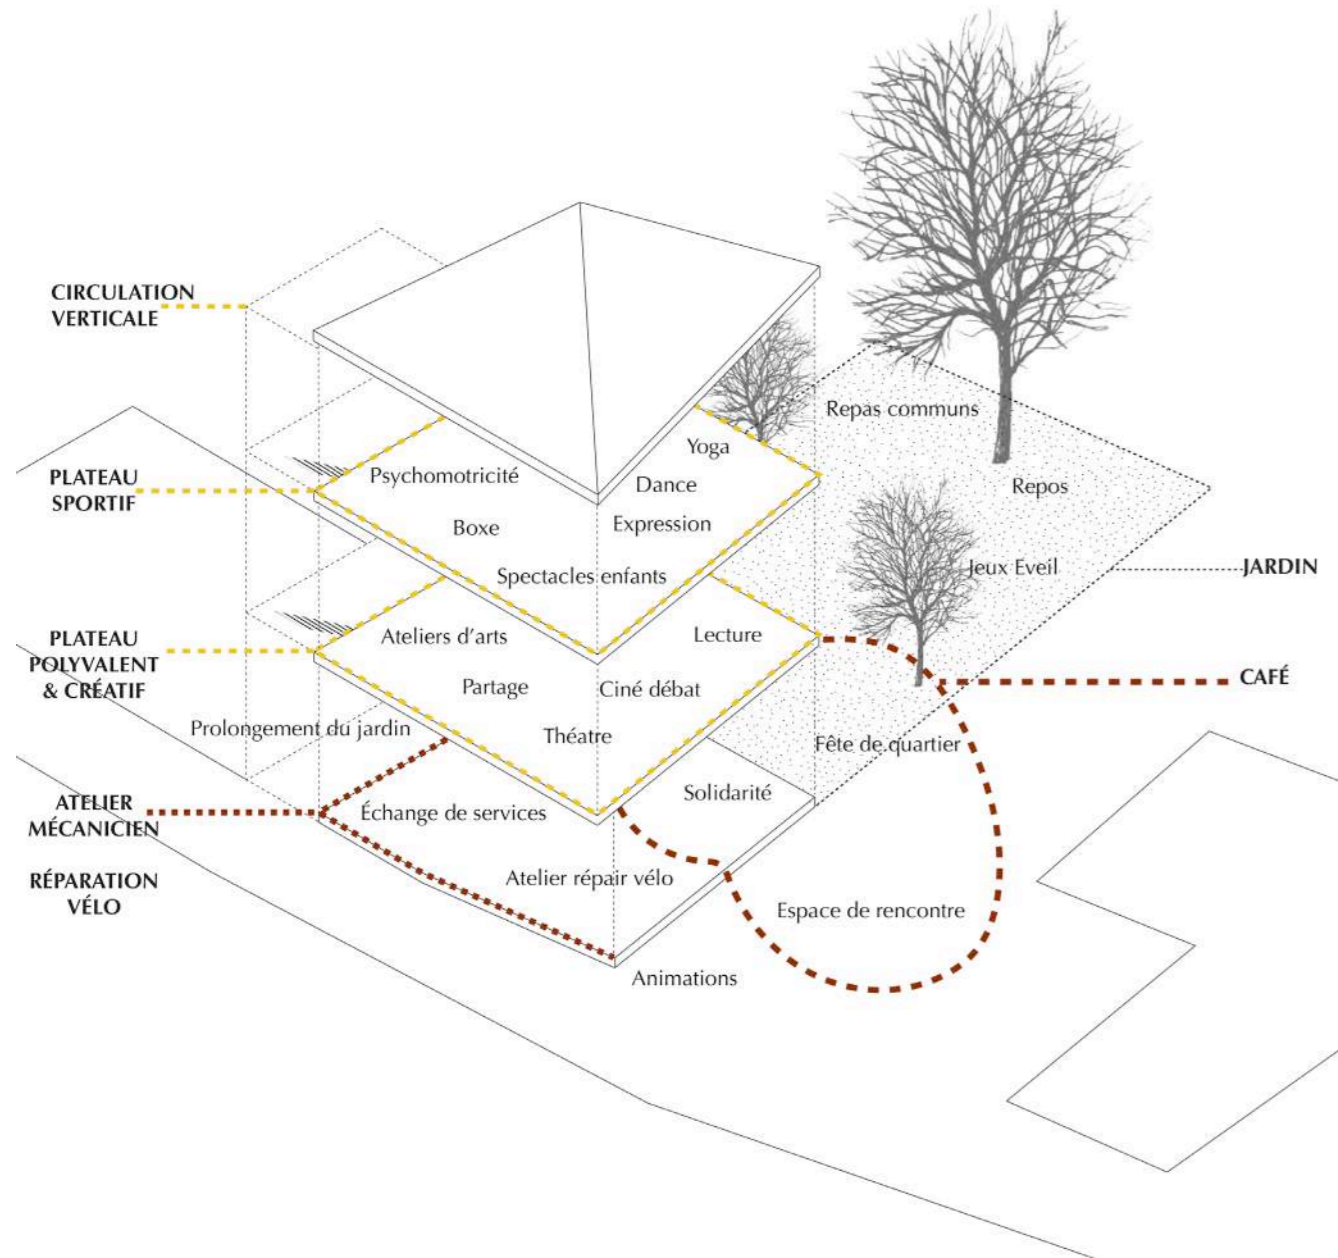 CIRCULATION
VERTICALE
Repas communs
Yoga
PLATEAU
SPORTIF
Psychomotricité
Dance
Repos
Boxe
Expression
Spectacles enfants
Jeux Eveil
JARDIN
PLATEAU
POLYVALENT
& CRÉATIF
Ateliers d'arts
Lecture
Partage
Ciné débat
CAFÉ
Prolongement du jardin
Théatre
Fête de quartier
ATELIER
MÉCANICIEN
Échange de services
Solidarité
RÉPARATION
VÉLO
Atelier répair vélo
Espace de rencontre
Animations